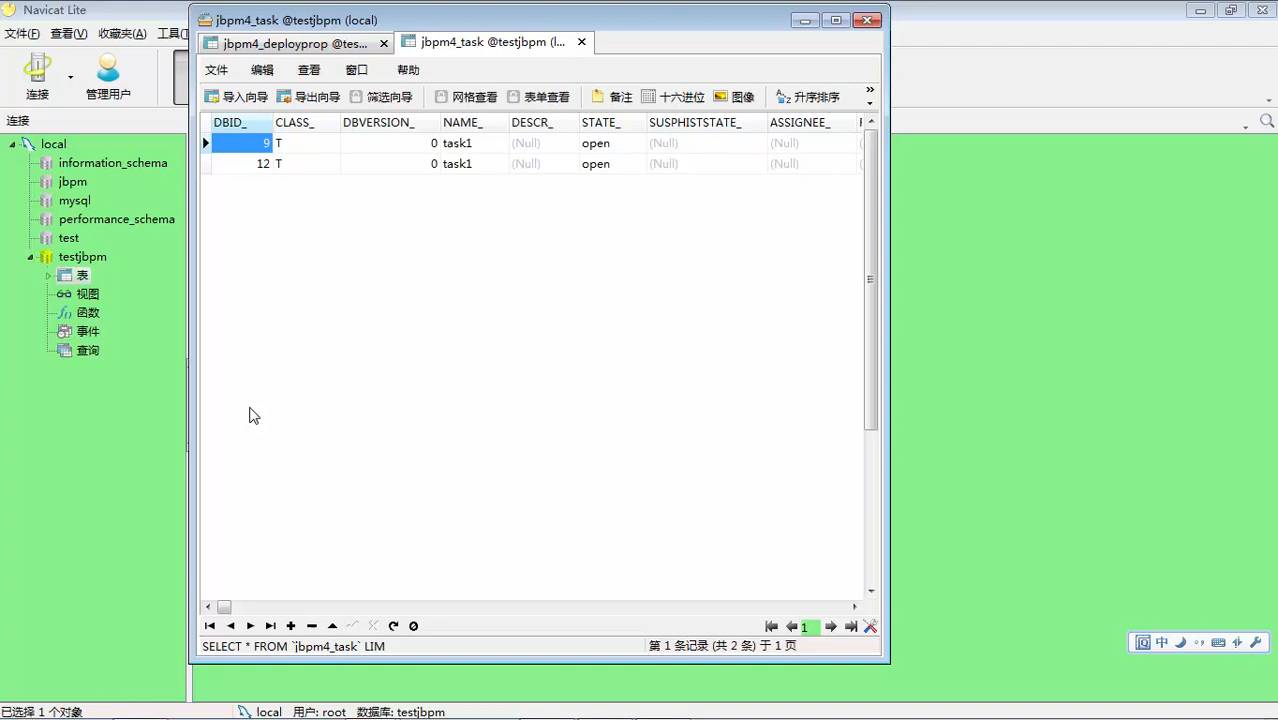 Navicat Lite
文件(F) 查看(V) 收藏夹(A)
连接 管理用户
连接
local
information_schema
jbpm
mysql
performance_schema
test
testjbpm
表
视图
函数
事件
查询
jbpm4_task @testjbpm (local)
jbpm4_deployprop @tes... jbpm4_task @testjbpm (l...
文件 编辑 查看 窗口 帮助
导入向导 导出向导 筛选向导 网格查看 表单查看 备注 十六进位 图像 升序排序
DBID_ CLASS_ DBVERSION_ NAME_ DESCR_ STATE_ SUSPHISTSTATE_ ASSIGNEE_
9 T 0 task1 (Null) open (Null) (Null)
12 T 0 task1 (Null) open (Null) (Null)
1
SELECT * FROM `jbpm4_task` LIM 第 1 条记录 (共 2 条) 于 1 页
中
已选择 1 个对象 local 用户: root 数据库: testjbpm